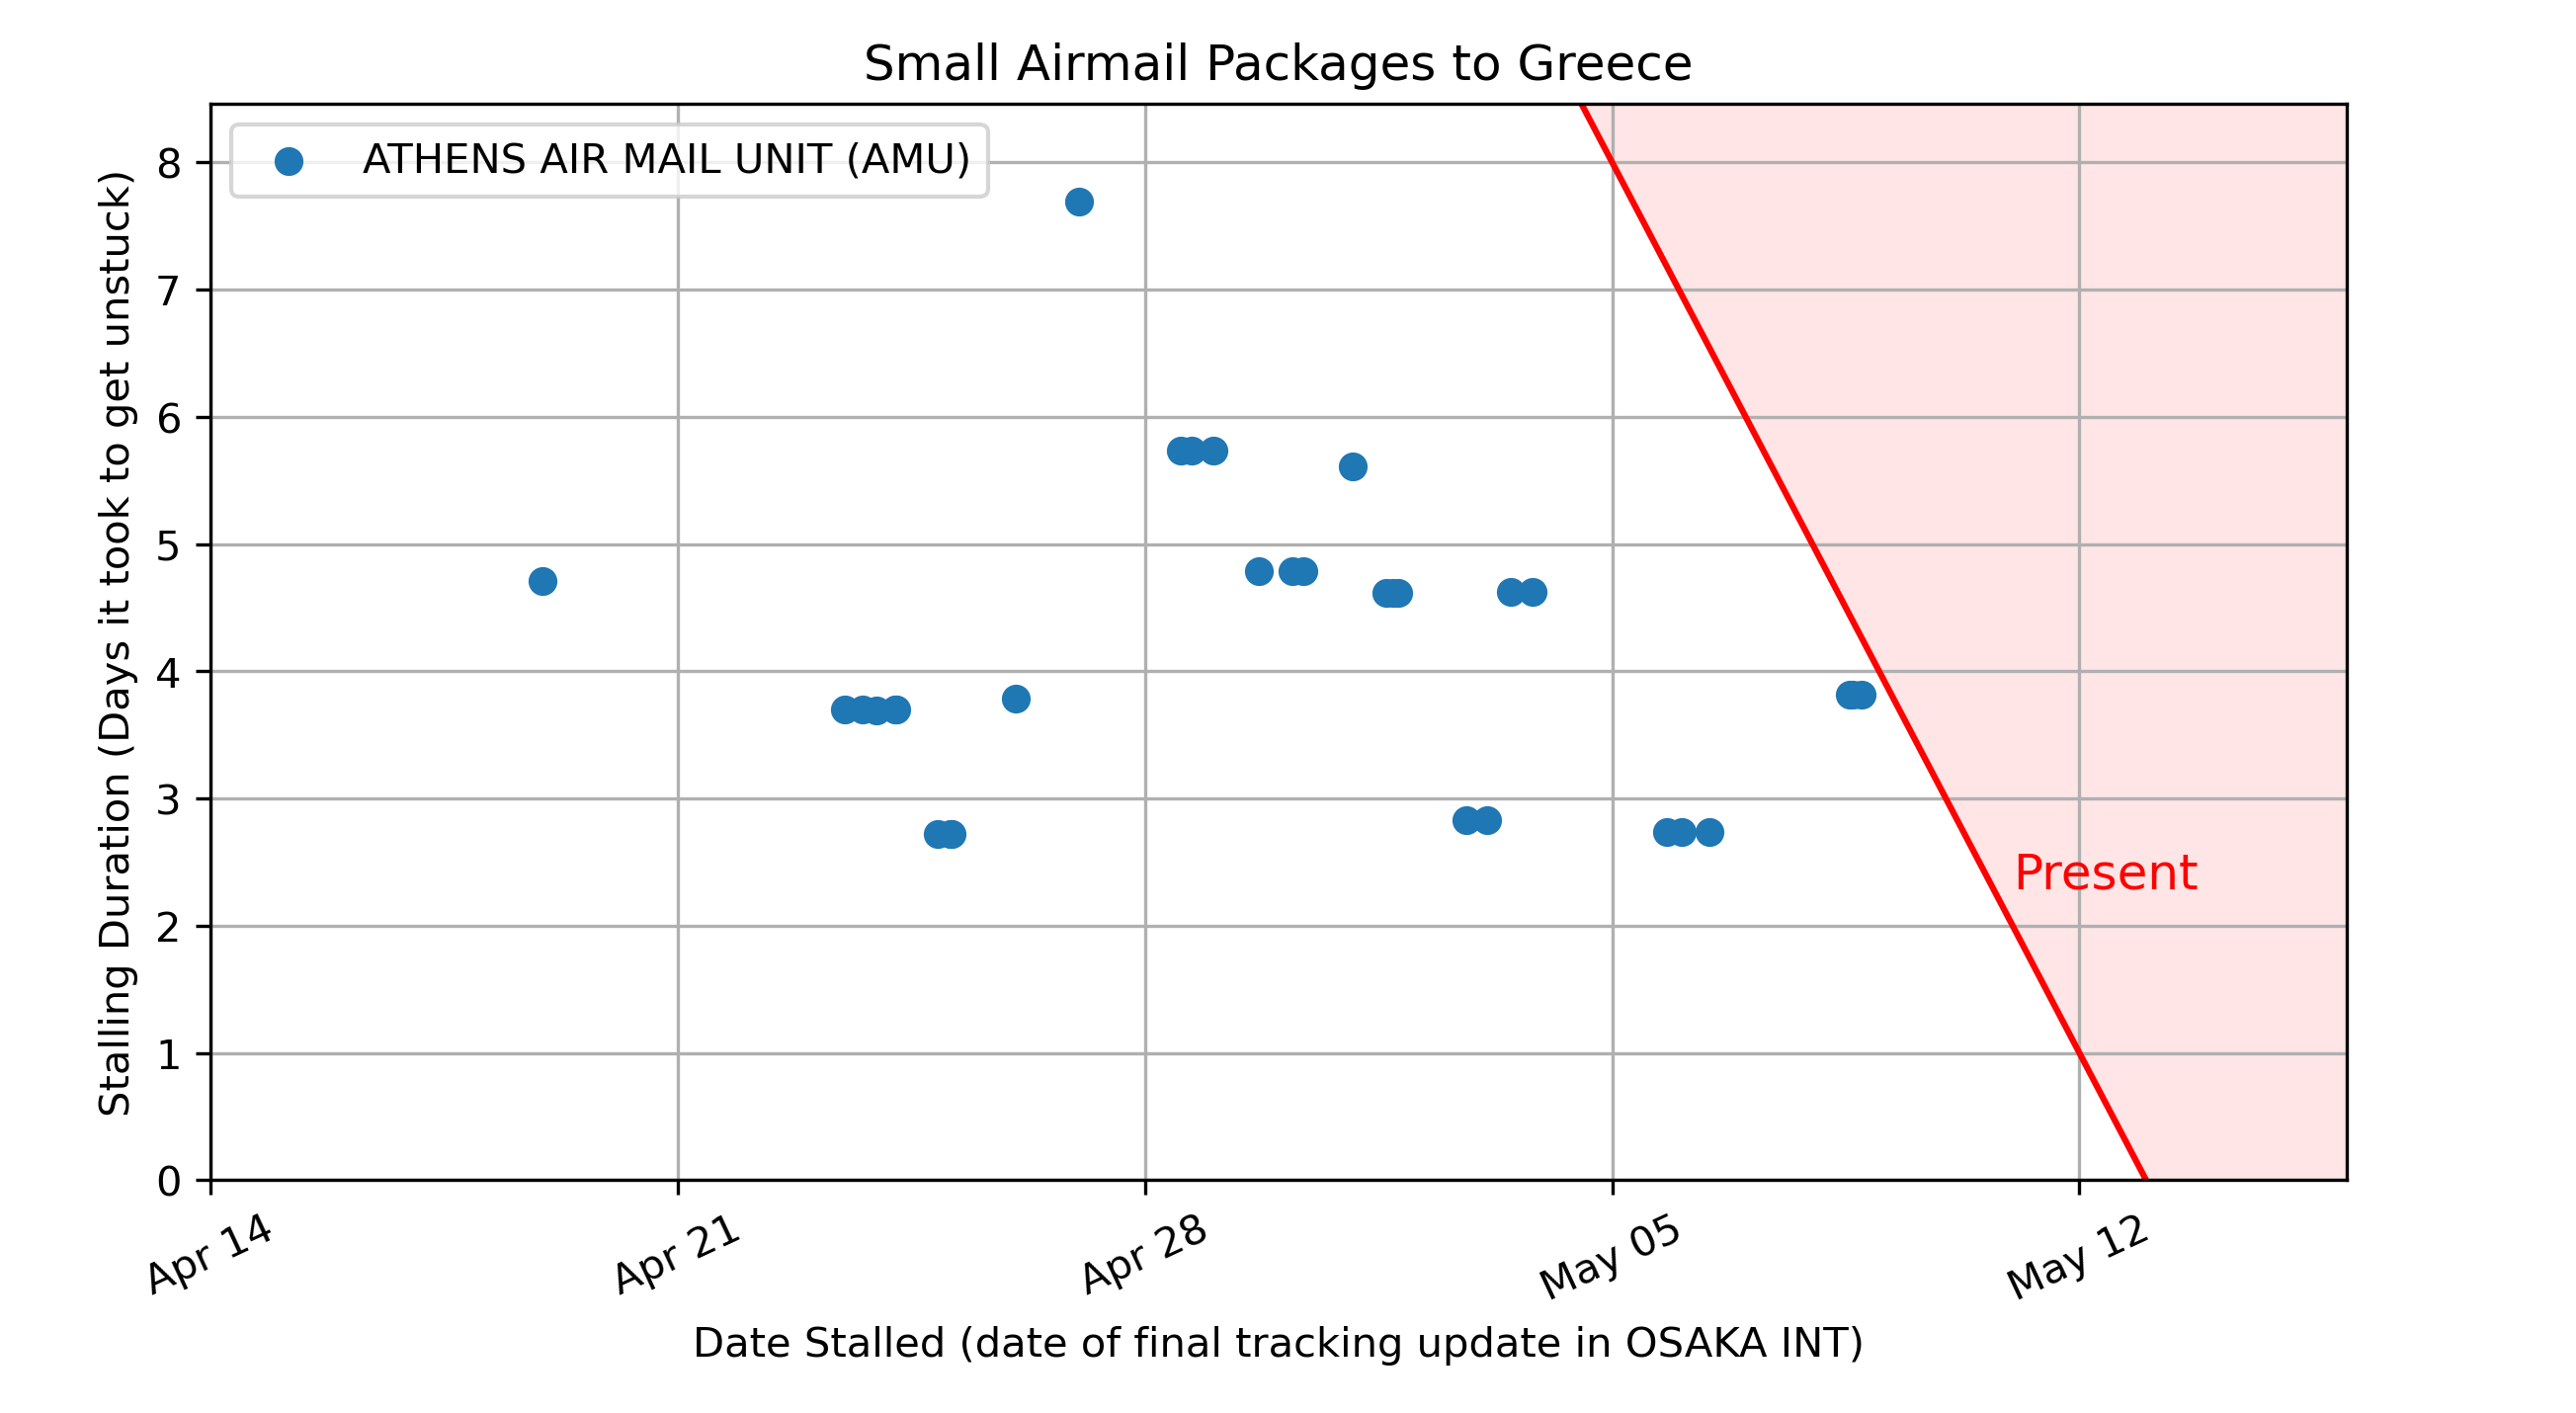 Small Airmail Packages to Greece
ATHENS AIR MAIL UNIT (AMU)
Stalling Duration (Days it took to get unstuck)
8
7
6
5
4
3
2
1
0
Present
Apr 14
Apr 21
Apr 28
May 05
May 12
Date Stalled (date of final tracking update in OSAKA INT)